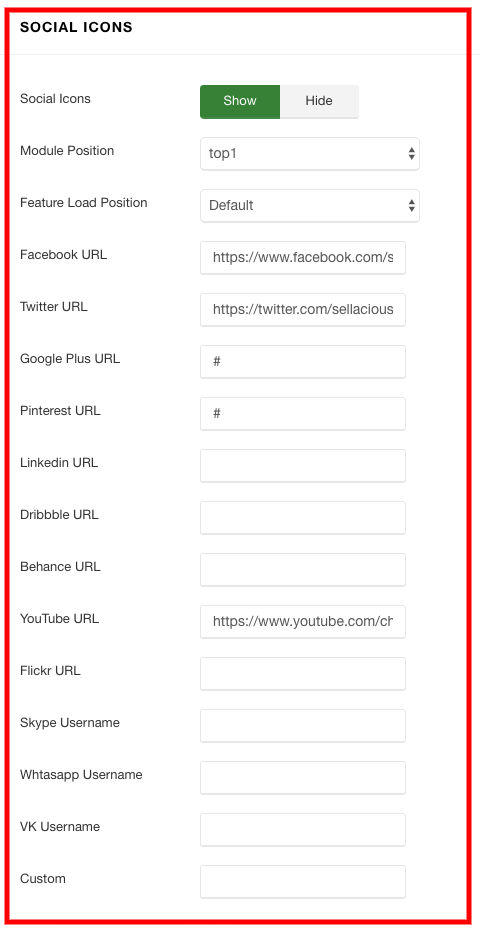 SOCIAL ICONS
Social Icons Show Hide
Module Position top1
Feature Load Position Default
Facebook URL https://www.facebook.com/s
Twitter URL https://twitter.com/sellacious
Google Plus URL #
Pinterest URL #
Linkedin URL
Dribbble URL
Behance URL
YouTube URL https://www.youtube.com/ch
Flickr URL
Skype Username
Whtasapp Username
VK Username
Custom